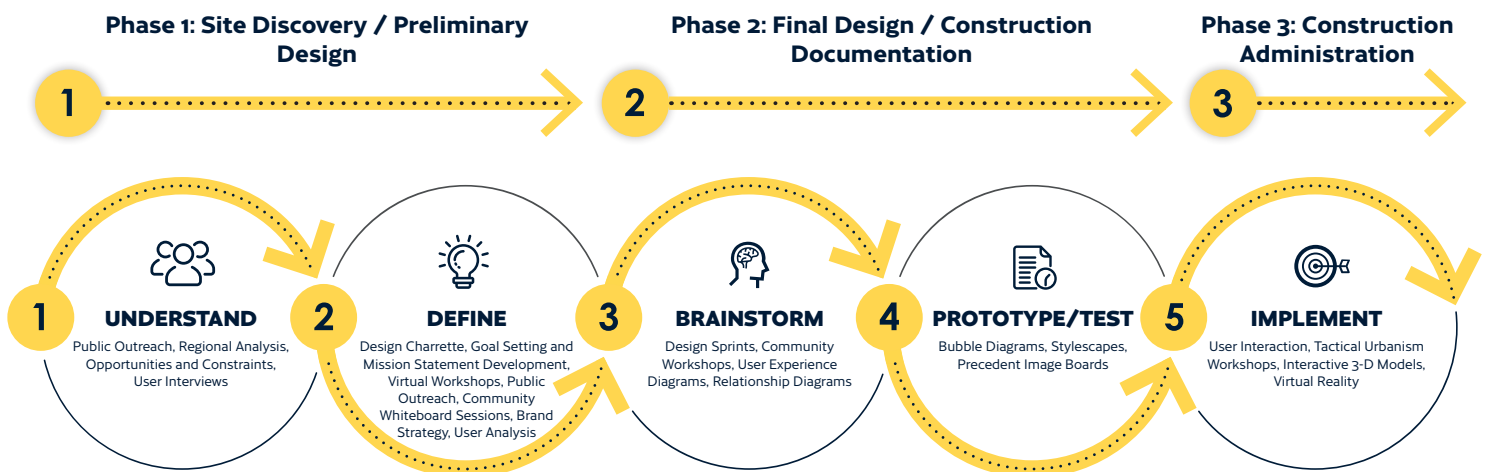 Phase 1: Site Discovery / Preliminary
Design
Phase 2: Final Design / Construction
Documentation
Phase 3: Construction
Administration
1
2
3
1
UNDERSTAND
Public Outreach, Regional Analysis,
Opportunities and Constraints,
User Interviews
2
DEFINE
Design Charrette, Goal Setting and
Mission Statement Development,
Virtual Workshops, Public
Outreach, Community
Whiteboard Sessions, Brand
Strategy, User Analysis
3
BRAINSTORM
Design Sprints, Community
Workshops, User Experience
Diagrams, Relationship Diagrams
4
PROTOTYPE/TEST
Bubble Diagrams, Stylescapes,
Precedent Image Boards
5
IMPLEMENT
User Interaction, Tactical Urbanism
Workshops, Interactive 3-D Models,
Virtual Reality